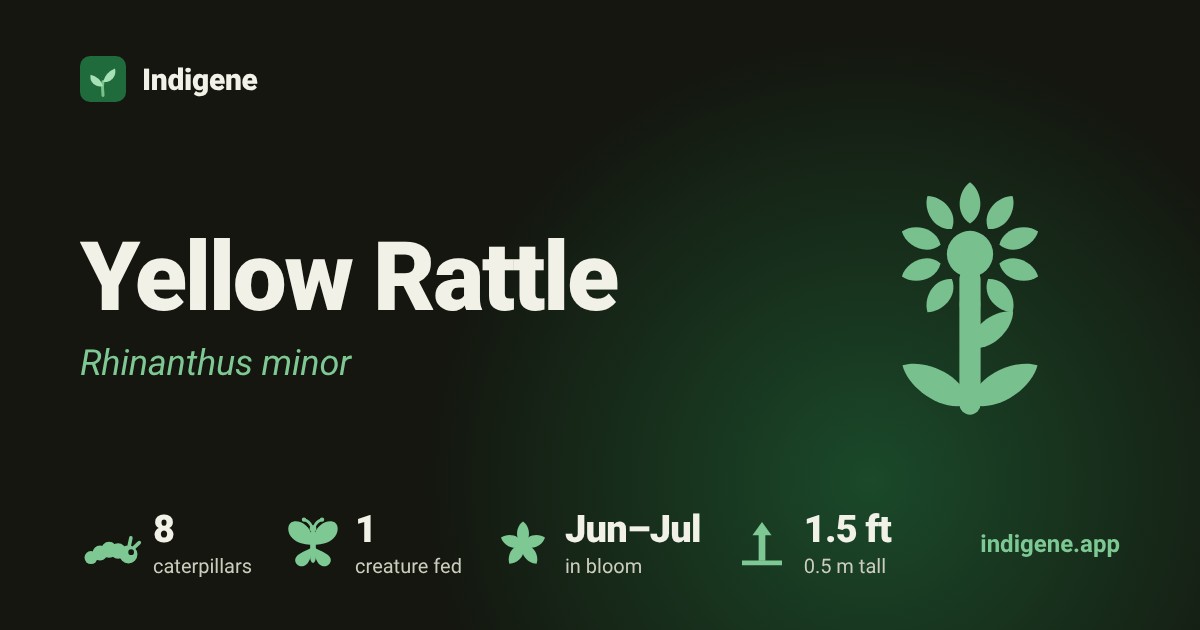 Indigene
Yellow Rattle
Rhinanthus minor
8
caterpillars
1
creature fed
Jun–Jul
in bloom
1.5 ft
0.5 m tall
indigene.app